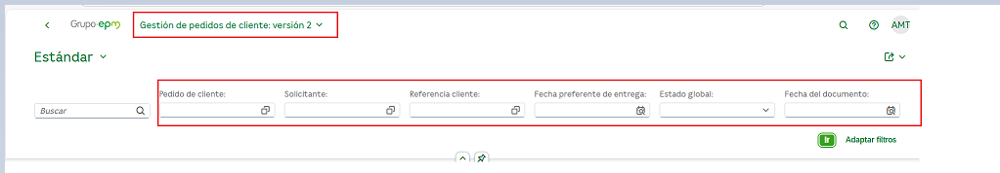 Grupo·epm Gestión de pedidos de cliente: versión 2 AMT
Estándar
Pedido de cliente: Solicitante: Referencia cliente: Fecha preferente de entrega: Estado global: Fecha del documento:
Buscar
Ir Adaptar filtros